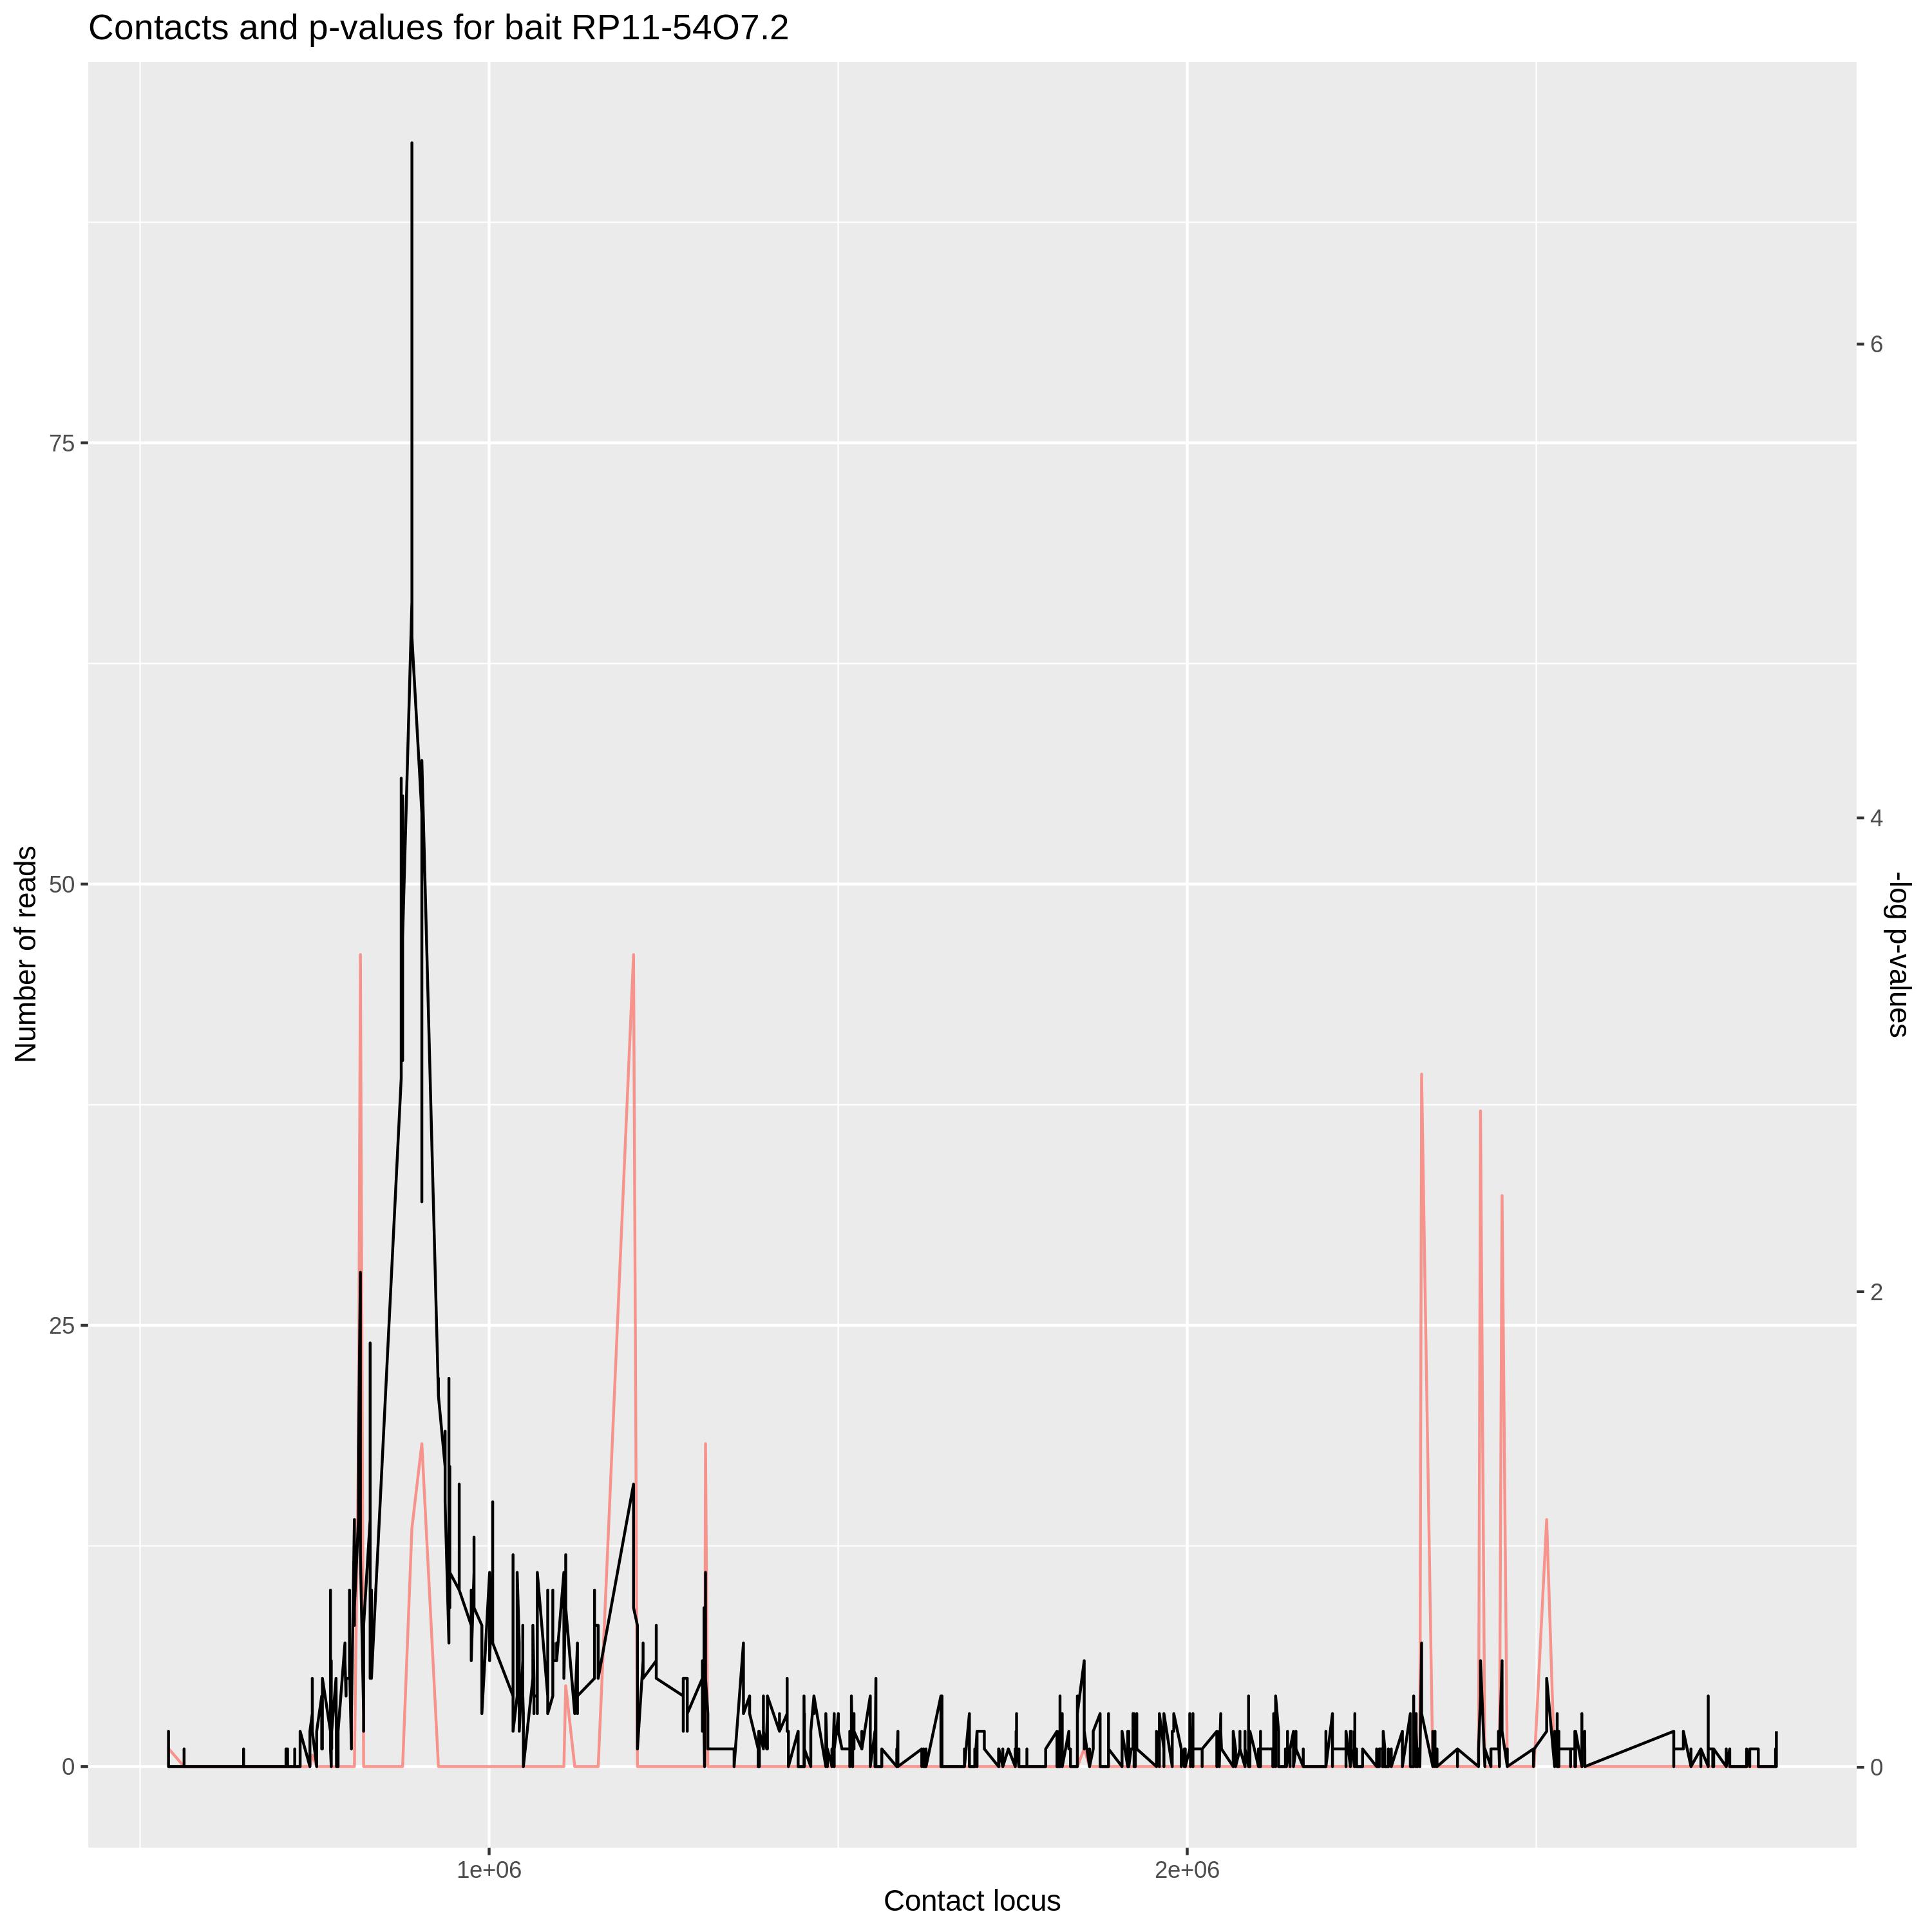 Contacts and p-values for bait RP11-54O7.2
Number of reads
75
50
25
0
6
4
2
0
-log p-values
1e+06
2e+06
Contact locus